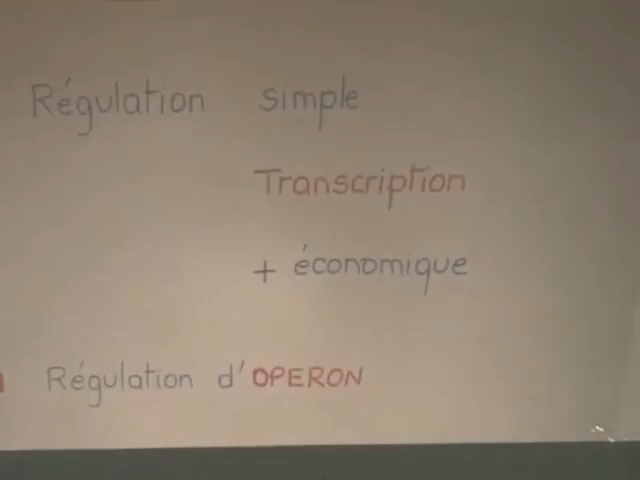 Régulation simple
Transcription
+ économique
Régulation d'OPERON